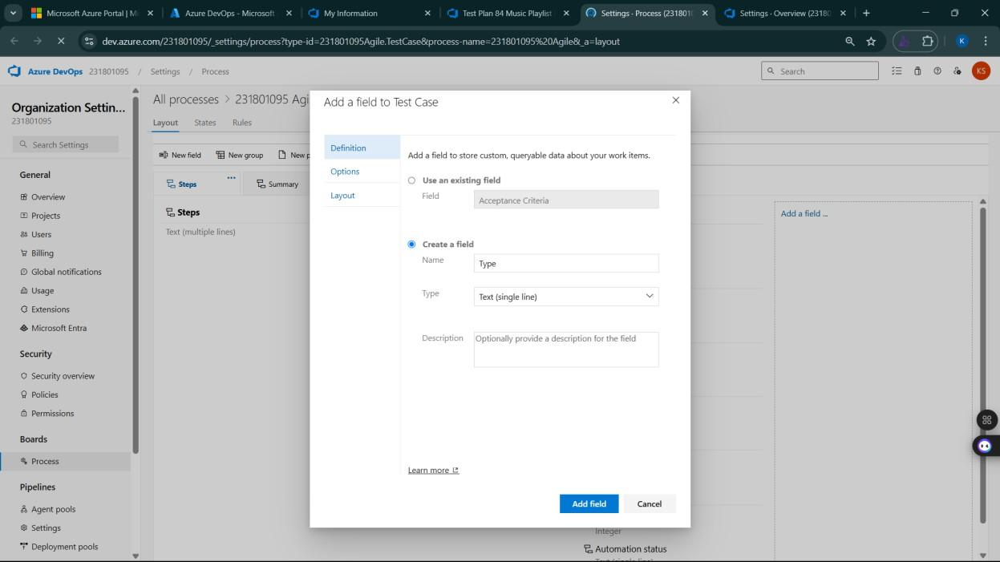 Microsoft Azure Portal | Mi
Azure DevOps - Microsoft
My Information
Test Plan 84 Music Playlist
Settings · Process (2318010
Settings · Overview (23180
dev.azure.com/231801095/_settings/process?type-id=231801095Agile.TestCase&process-name=231801095%20Agile&_a=layout
K
Azure DevOps 231801095 / Settings / Process
Search
KS
Organization Settin...
231801095
Search Settings
General
Overview
Projects
Users
Billing
Global notifications
Usage
Extensions
Microsoft Entra
Security
Security overview
Policies
Permissions
Boards
Process
Pipelines
Agent pools
Settings
Deployment pools
All processes > 231801095 Agi
Layout States Rules
New field New group New p
Steps ... Summary
Steps
Text (multiple lines)
Add a field to Test Case
Definition
Options
Layout
Add a field to store custom, queryable data about your work items.
Use an existing field
Field Acceptance Criteria
Create a field
Name Type
Type Text (single line)
Description Optionally provide a description for the field
Learn more
Add field Cancel
Add a field ...
Integer
Automation status
Text (single line)